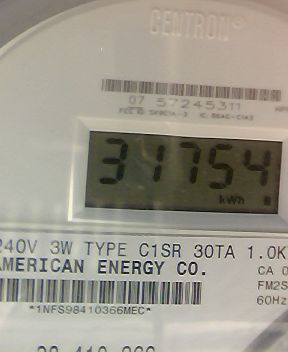 CENTRON®
07 57245311
31754
kWh
240V 3W TYPE C1SR 30TA 1.0K
AMERICAN ENERGY CO.
CA 0
FM2S
60Hz
*1NFS98410366MEC*